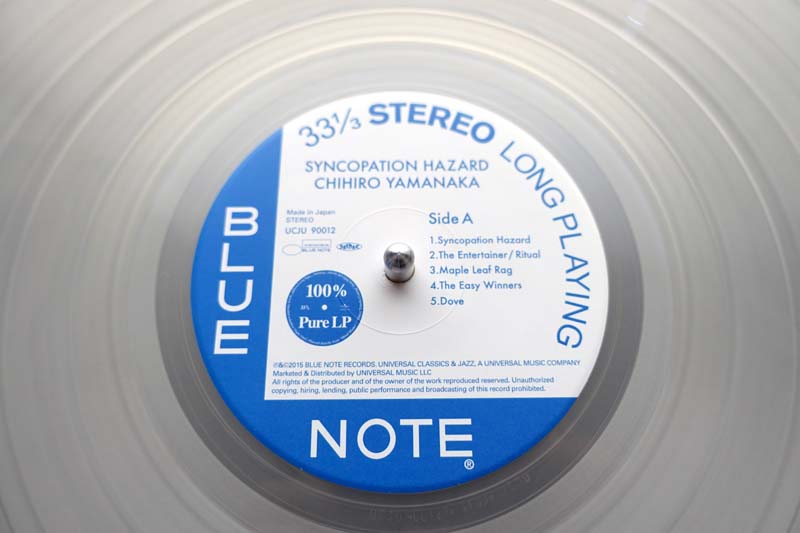 33⅓ STEREO LONG PLAYING
SYNCOPATION HAZARD
CHIHIRO YAMANAKA
Made In Japan
STEREO
UCJU 90012
BLUE NOTE
Side A
1.Syncopation Hazard
2.The Entertainer/Ritual
3.Maple Leaf Rag
4.The Easy Winners
5.Dove
100%
Pure LP
BLUE
℗&©2015 BLUE NOTE RECORDS. UNIVERSAL CLASSICS & JAZZ, A UNIVERSAL MUSIC COMPANY
Marketed & Distributed by UNIVERSAL MUSIC LLC
All rights of the producer and of the owner of the work reproduced reserved. Unauthorized
copying, hiring, lending, public performance and broadcasting of this record prohibited.
NOTE®